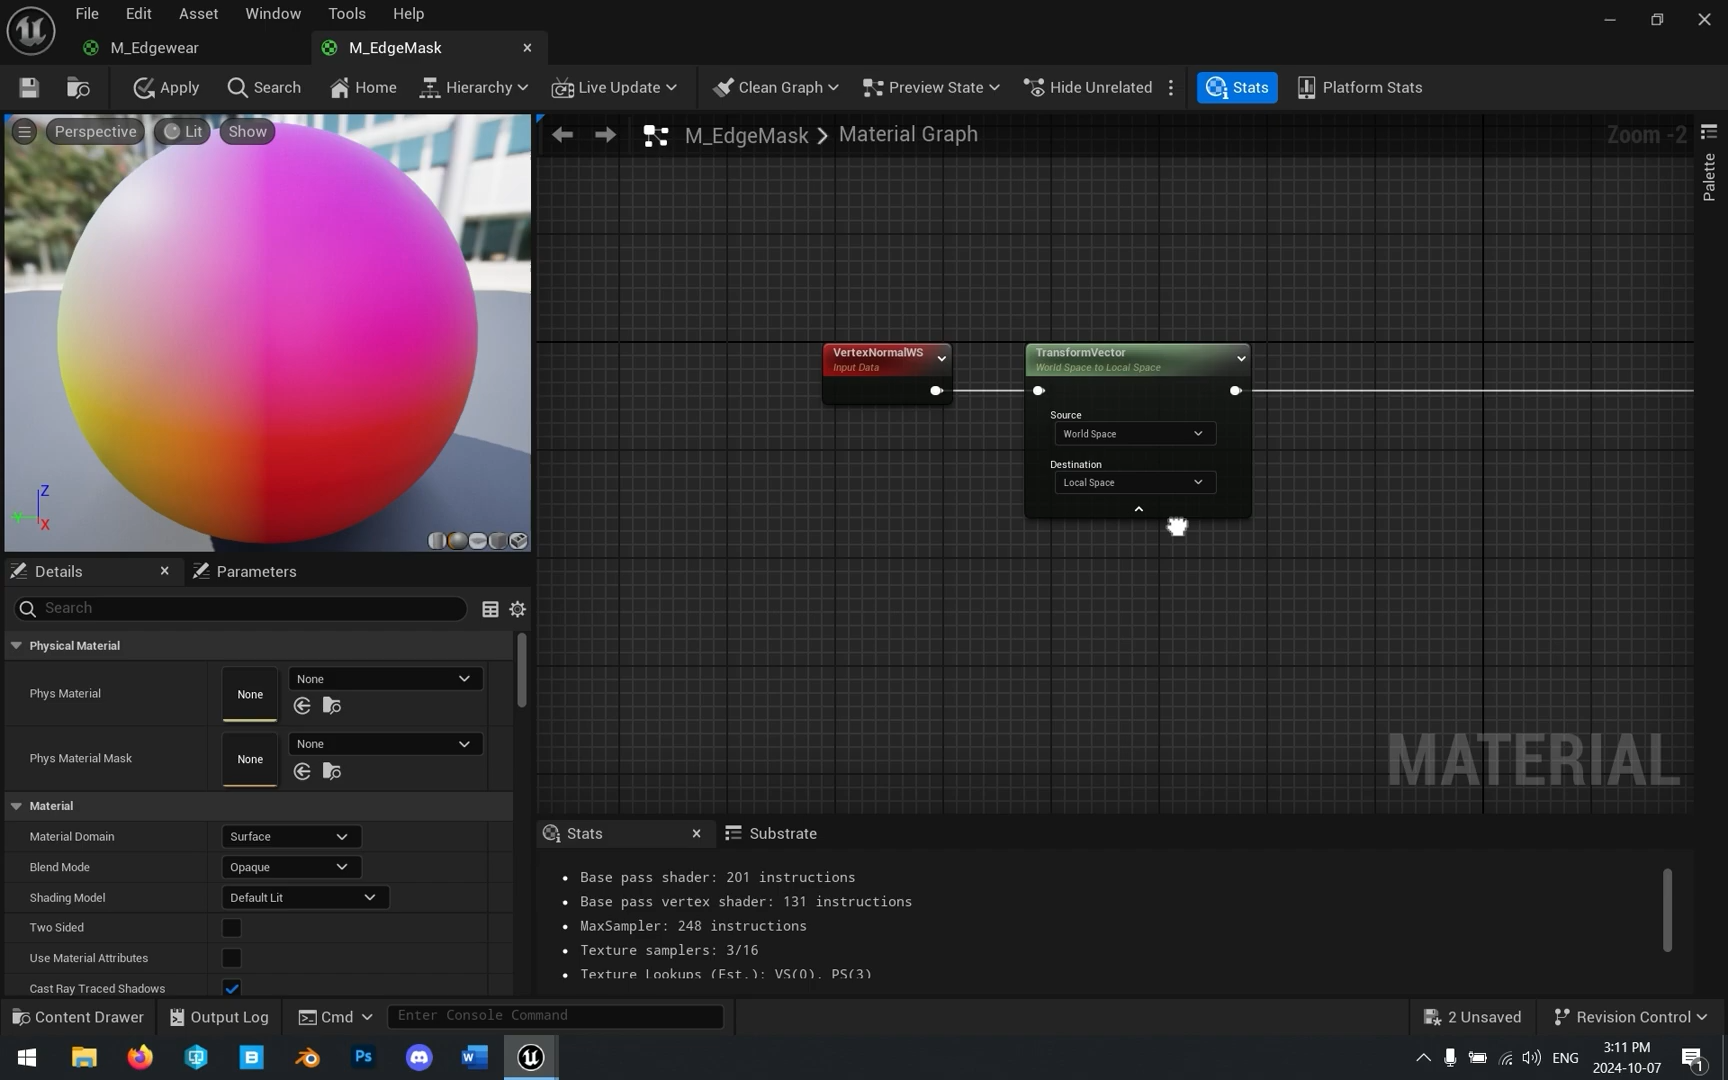 File Edit Asset Window Tools Help
M_Edgewear M_EdgeMask
Apply Search Home Hierarchy Live Update Clean Graph Preview State Hide Unrelated Stats Platform Stats
Perspective Lit Show
M_EdgeMask Material Graph Zoom -2
Palette
VertexNormalWS
Input Data
TransformVector
World Space to Local Space
Source
World Space
Destination
Local Space
Z
Y
X
MATERIAL
Details Parameters
Search
Physical Material
Phys Material None None
Phys Material Mask None None
Material
Material Domain Surface
Blend Mode Opaque
Shading Model Default Lit
Two Sided
Use Material Attributes
Cast Ray Traced Shadows
Stats Substrate
Base pass shader: 201 instructions
Base pass vertex shader: 131 instructions
MaxSampler: 248 instructions
Texture samplers: 3/16
Texture Lookups (Est.): VS(0), PS(3)
Content Drawer Output Log Cmd Enter Console Command 2 Unsaved Revision Control
Ps ENG 3:11 PM
2024-10-07 1